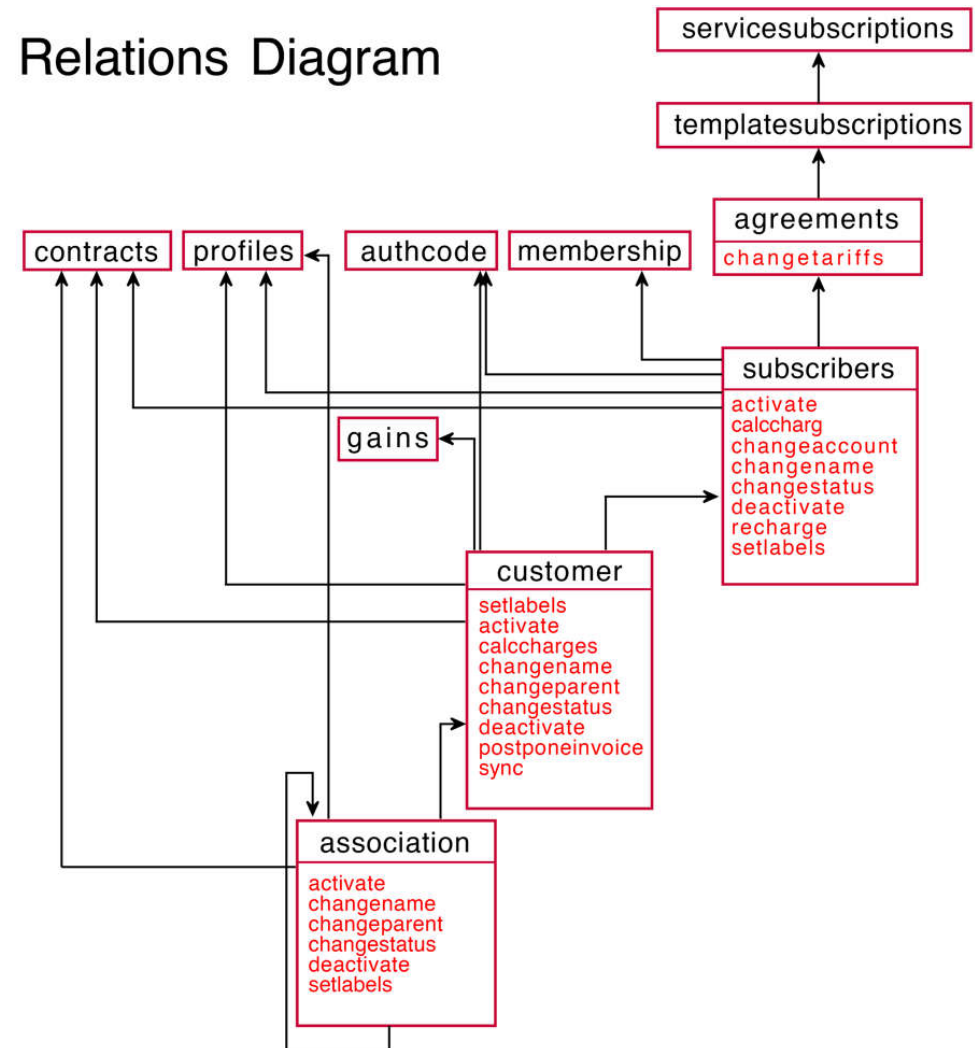 Relations Diagram
servicesubscriptions
templatesubscriptions
agreements
changetariffs
contracts
profiles
authcode
membership
subscribers
activate
calccharg
changeaccount
changename
changestatus
deactivate
recharge
setlabels
gains
customer
setlabels
activate
calccharges
changename
changeparent
changestatus
deactivate
postponeinvoice
sync
association
activate
changename
changeparent
changestatus
deactivate
setlabels